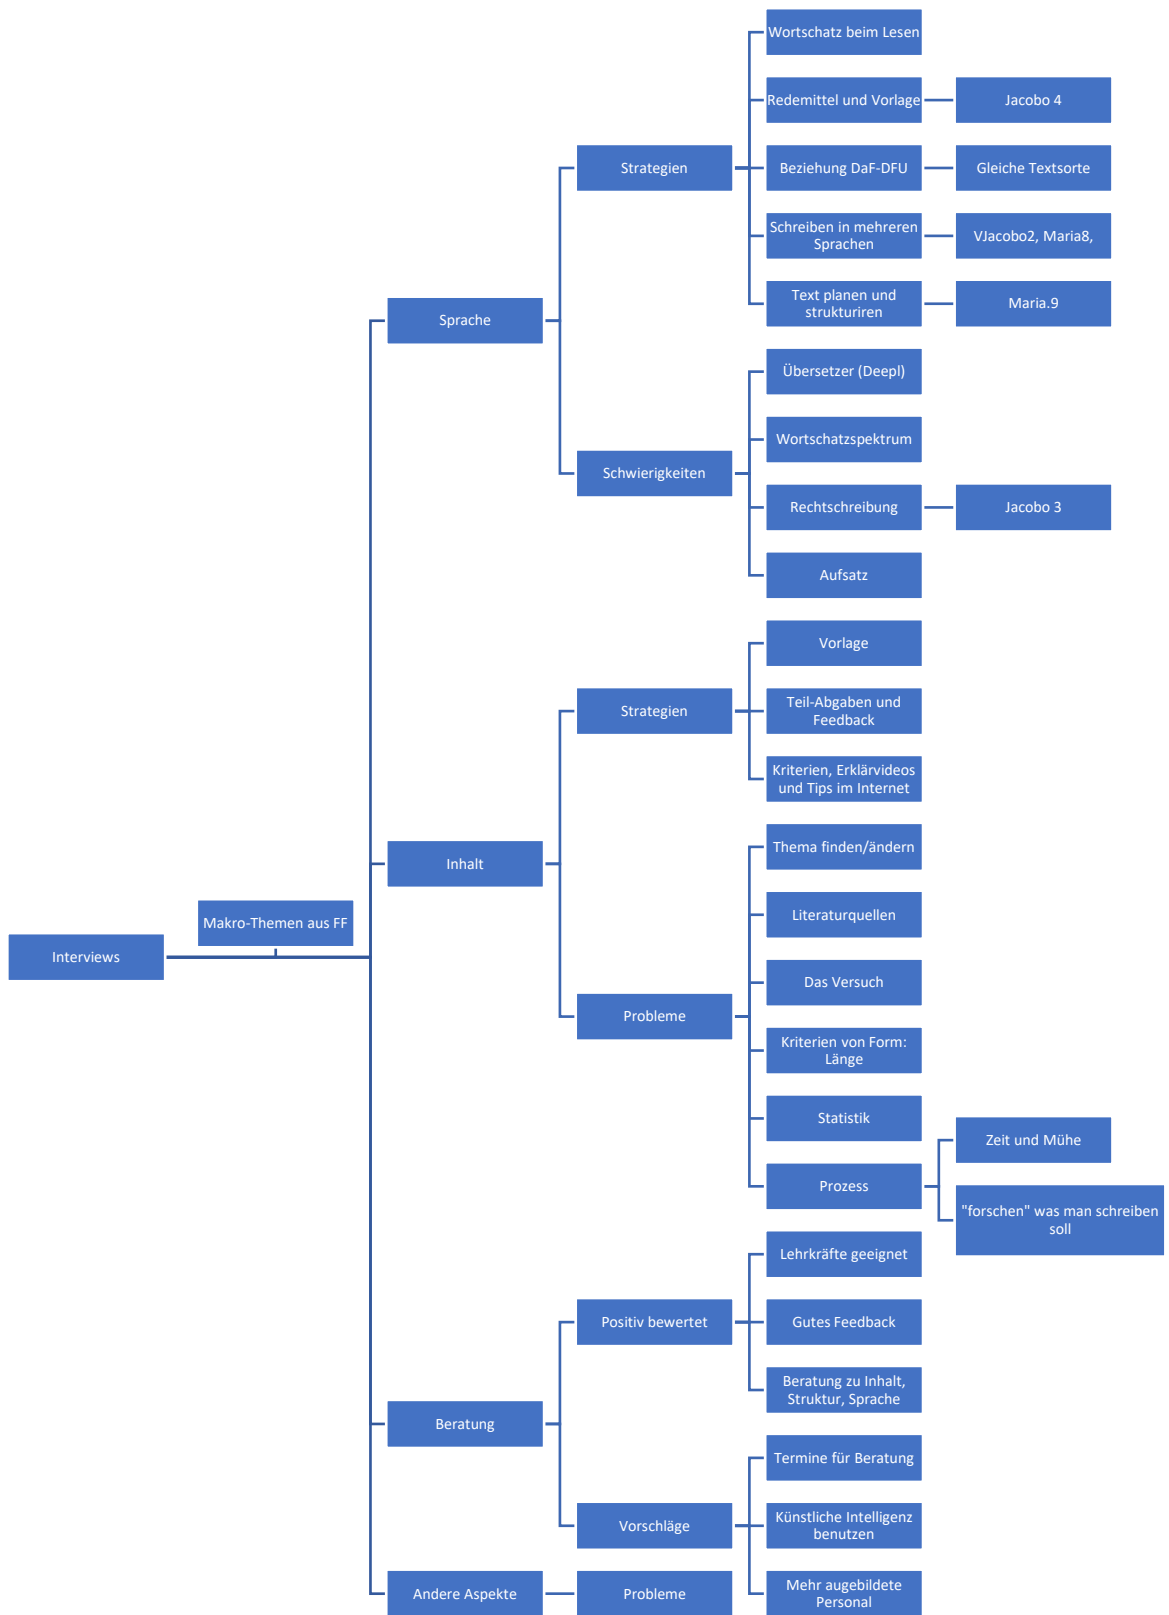 Wortschatz beim Lesen
Redemittel und Vorlage
Jacobo 4
Strategien
Beziehung DaF-DFU
Gleiche Textsorte
Schreiben in mehreren
Sprachen
VJacobo2, Maria8,
Text planen und
strukturiren
Maria.9
Sprache
Übersetzer (Deepl)
Wortschatzspektrum
Schwierigkeiten
Rechtschreibung
Jacobo 3
Aufsatz
Vorlage
Strategien
Teil-Abgaben und
Feedback
Kriterien, Erklärvideos
und Tips im Internet
Inhalt
Thema finden/ändern
Literaturquellen
Makro-Themen aus FF
Interviews
Das Versuch
Probleme
Kriterien von Form:
Länge
Statistik
Prozess
Zeit und Mühe
"forschen" was man schreiben
soll
Lehrkräfte geeignet
Positiv bewertet
Gutes Feedback
Beratung zu Inhalt,
Struktur, Sprache
Beratung
Termine für Beratung
Vorschläge
Künstliche Intelligenz
benutzen
Mehr augebildete
Personal
Andere Aspekte
Probleme